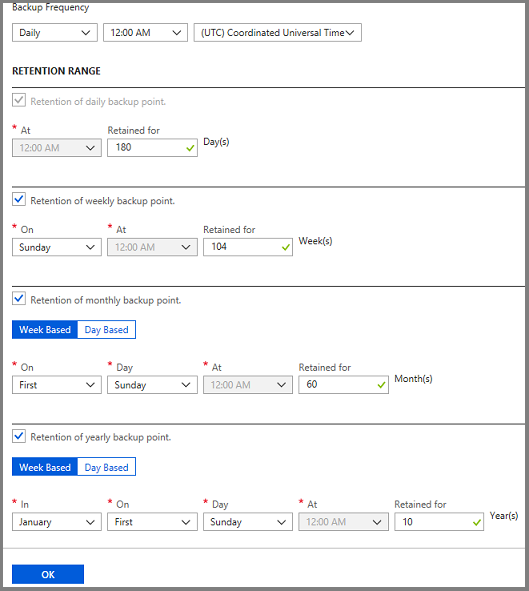 Backup Frequency
Daily 12:00 AM (UTC) Coordinated Universal Time
RETENTION RANGE
Retention of daily backup point.
* At Retained for
12:00 AM 180 Day(s)
Retention of weekly backup point.
* On * At Retained for
Sunday 12:00 AM 104 Week(s)
Retention of monthly backup point.
Week Based Day Based
* On * Day * At Retained for
First Sunday 12:00 AM 60 Month(s)
Retention of yearly backup point.
Week Based Day Based
* In * On * Day * At Retained for
January First Sunday 12:00 AM 10 Year(s)
OK